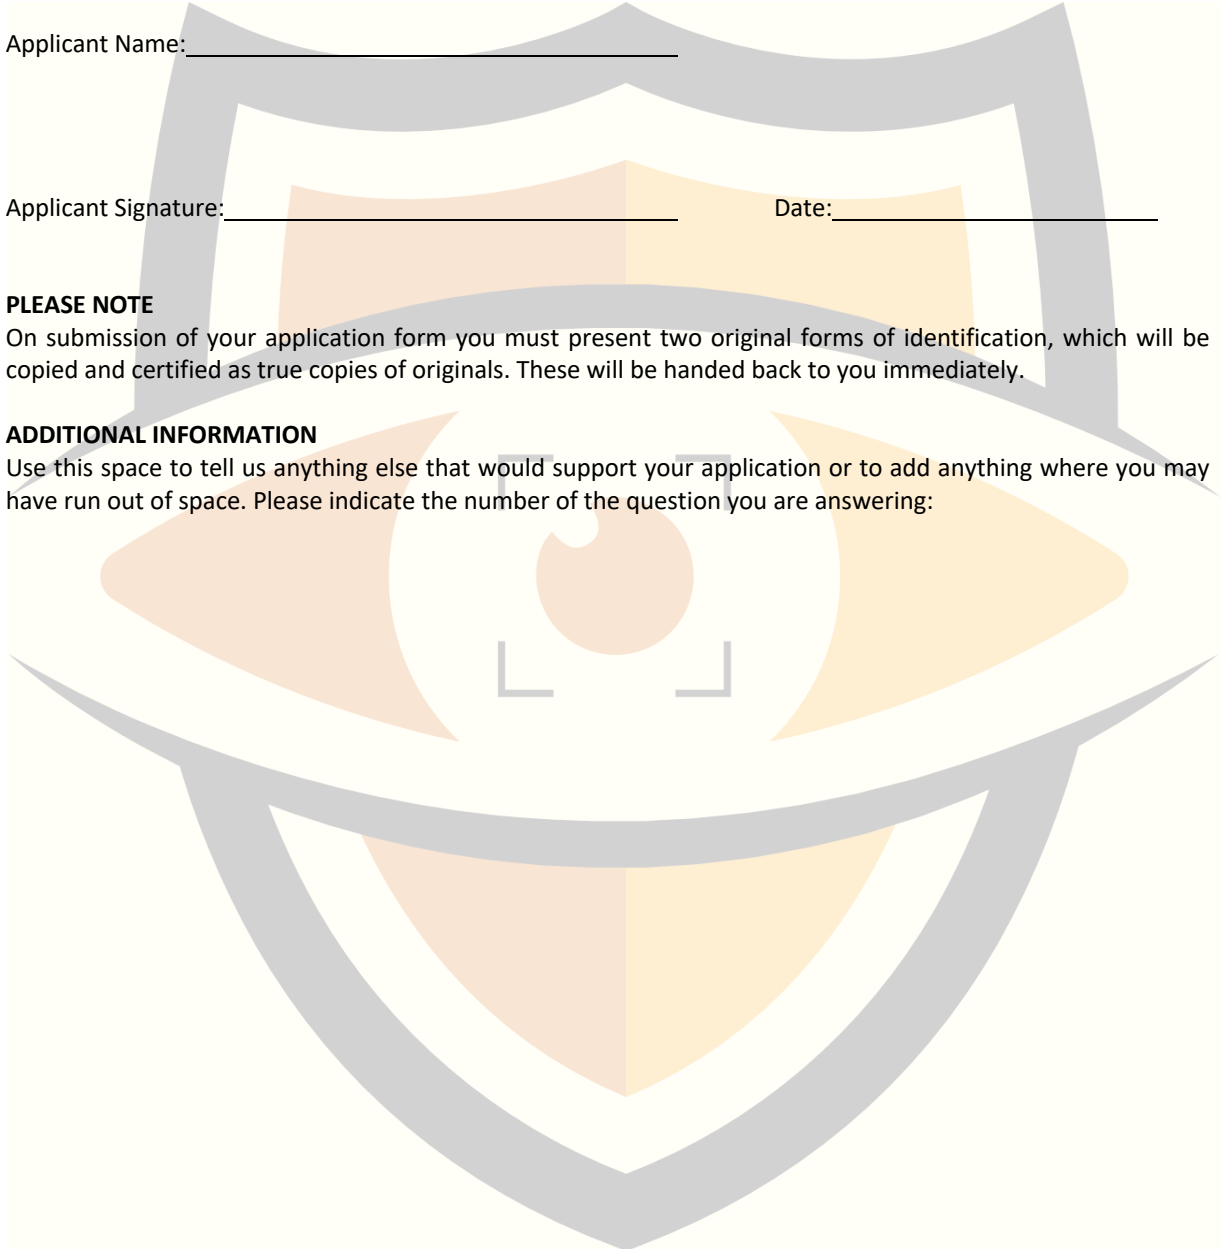 Applicant Name:
Applicant Signature: Date:
PLEASE NOTE
On submission of your application form you must present two original forms of identification, which will be
copied and certified as true copies of originals. These will be handed back to you immediately.
ADDITIONAL INFORMATION
Use this space to tell us anything else that would support your application or to add anything where you may
have run out of space. Please indicate the number of the question you are answering: